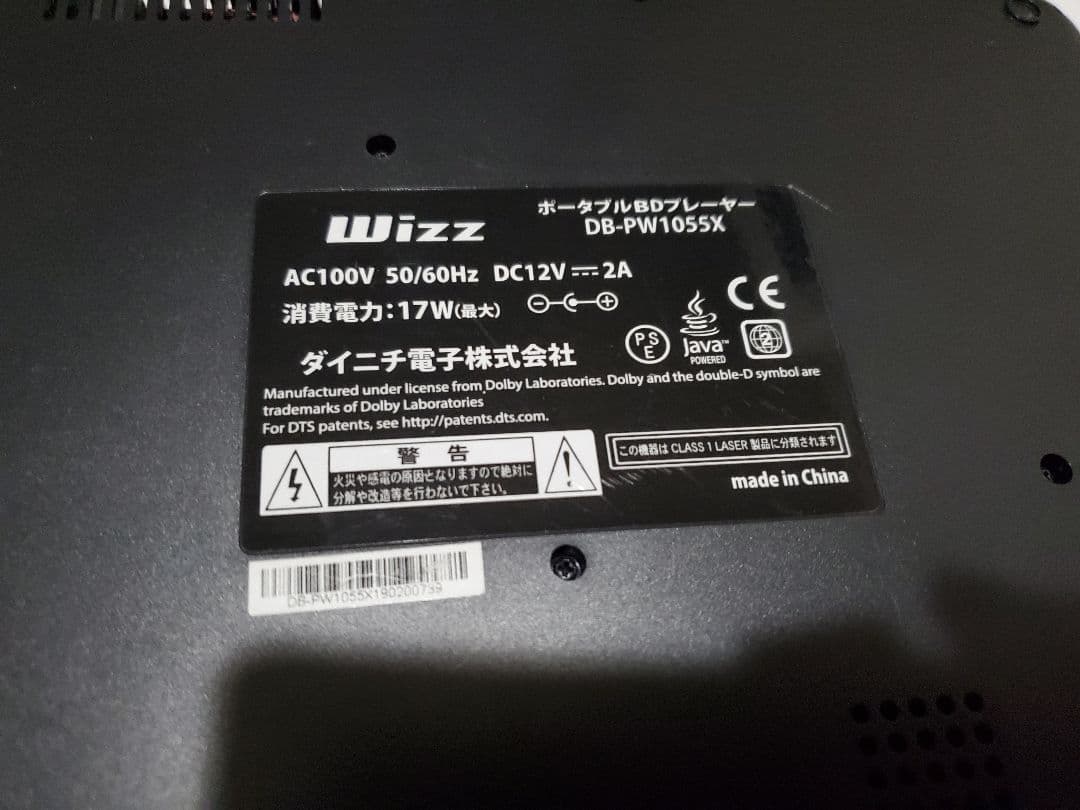 Wizz
ポータブルBDプレーヤー
DB-PW1055X
AC100V 50/60Hz DC12V ⎓ 2A
消費電力：17W(最大)
CE
PSE
Java™
POWERED
2
ダイニチ電子株式会社
Manufactured under license from Dolby Laboratories. Dolby and the double-D symbol are
trademarks of Dolby Laboratories
For DTS patents, see http://patents.dts.com.
警告
火災や感電の原因となりますので絶対に
分解や改造等を行わないで下さい。
この機器は CLASS 1 LASER 製品に分類されます
made in China
DB-PW1055X190200739